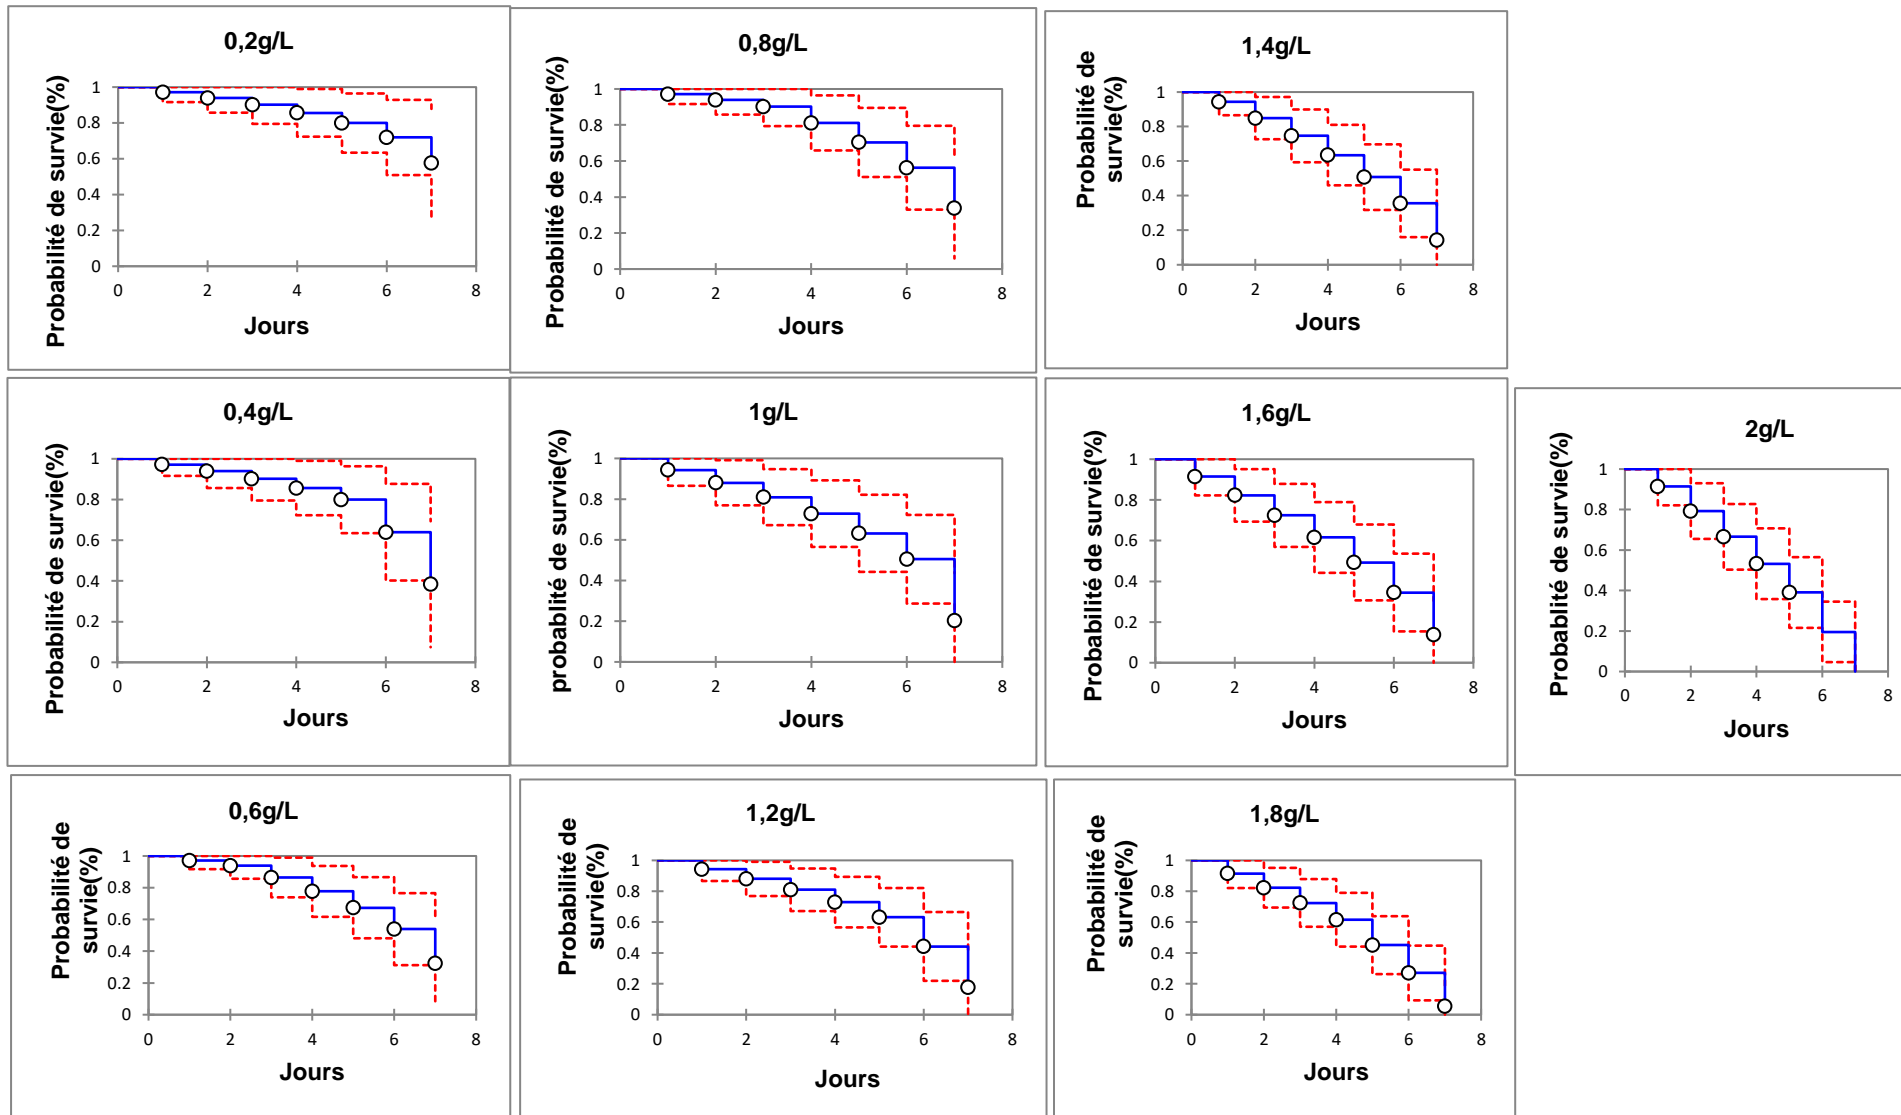 0,2g/L
Probabilité de survie(%)
1
0.8
0.6
0.4
0.2
0
0 2 4 6 8
Jours
0,8g/L
Probabilité de survie(%)
1
0.8
0.6
0.4
0.2
0
0 2 4 6 8
Jours
1,4g/L
Probabilité de
survie(%)
1
0.8
0.6
0.4
0.2
0
0 2 4 6 8
Jours
0,4g/L
Probabilité de survie(%)
1
0.8
0.6
0.4
0.2
0
0 2 4 6 8
Jours
1g/L
probablité de survie(%)
1
0.8
0.6
0.4
0.2
0
0 2 4 6 8
Jours
1,6g/L
Probabilité de survie(%)
1
0.8
0.6
0.4
0.2
0
0 2 4 6 8
Jours
2g/L
Probablité de survie(%)
1
0.8
0.6
0.4
0.2
0
0 2 4 6 8
Jours
0,6g/L
Probabilité de
survie(%)
1
0.8
0.6
0.4
0.2
0
0 2 4 6 8
Jours
1,2g/L
Probabilité de
survie(%)
1
0.8
0.6
0.4
0.2
0
0 2 4 6 8
Jours
1,8g/L
Probabilité de
survie(%)
1
0.8
0.6
0.4
0.2
0
0 2 4 6 8
Jours